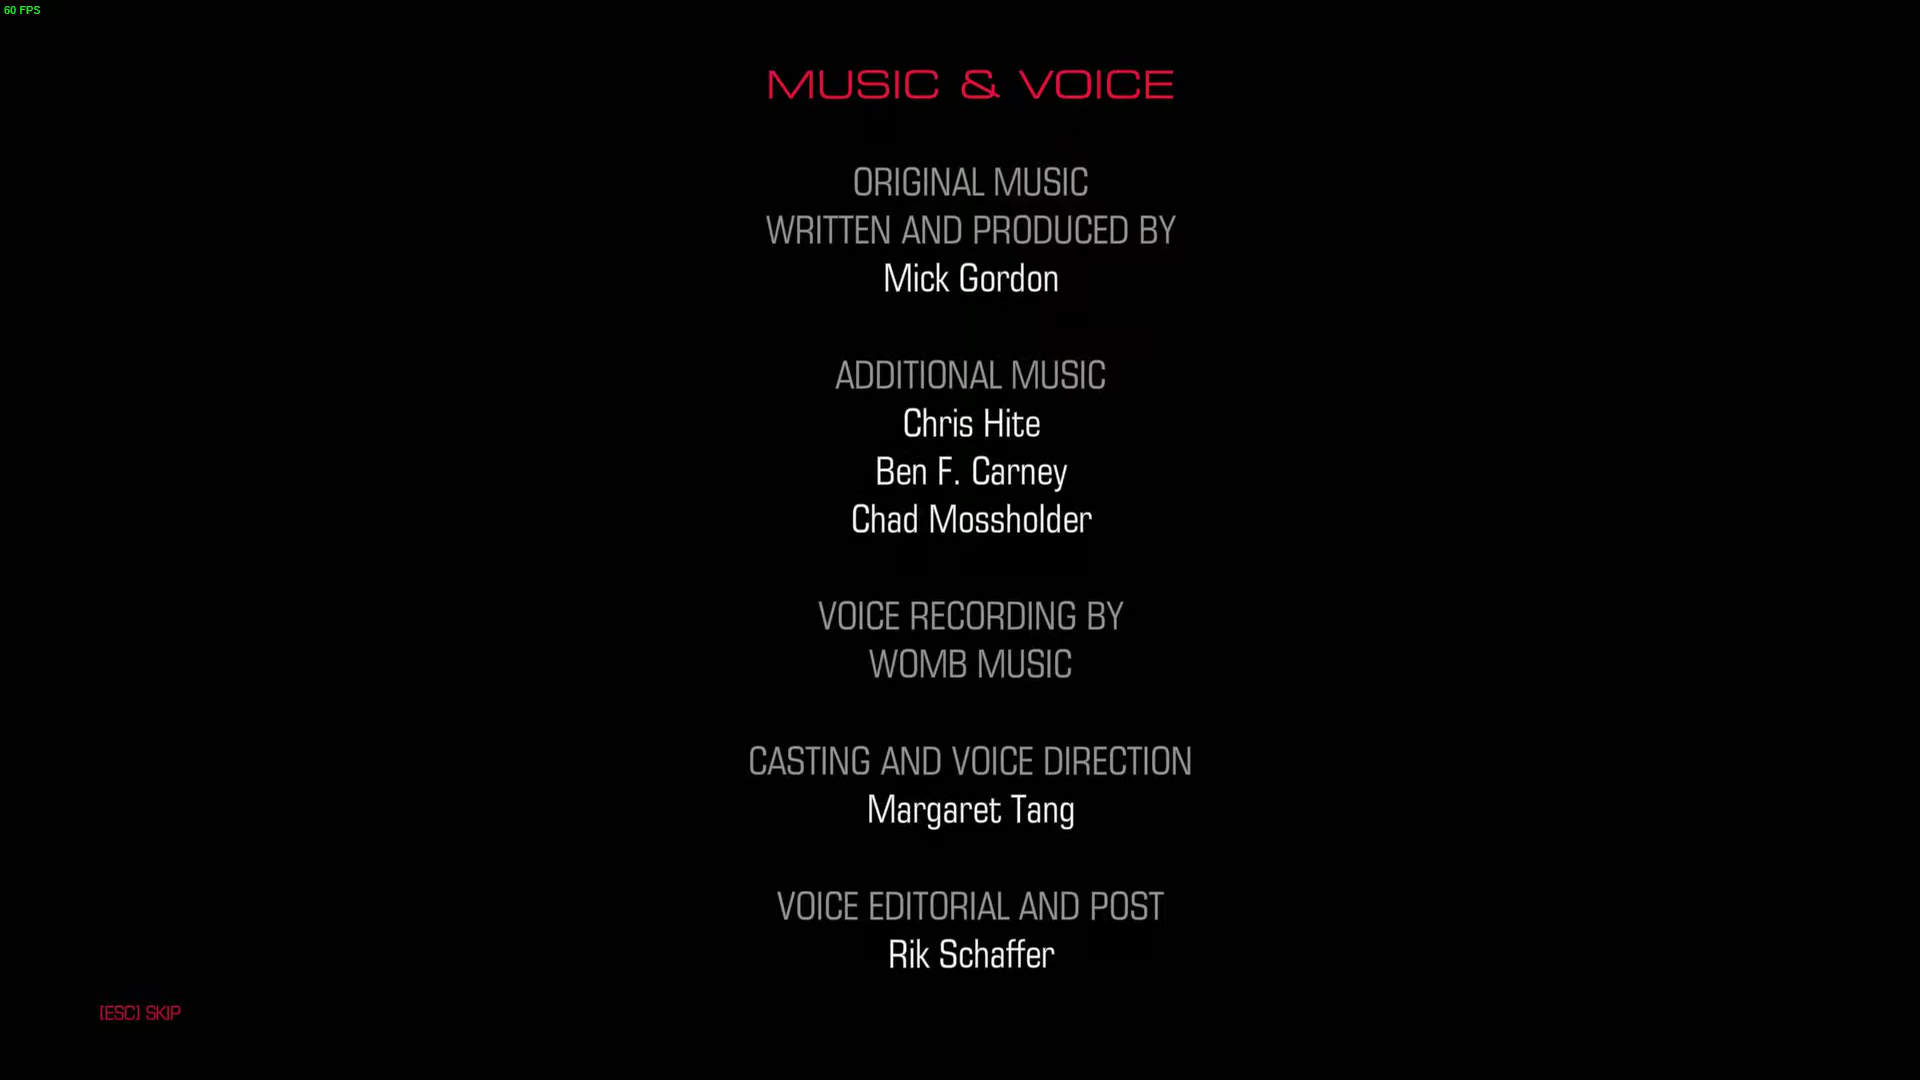 60 FPS
MUSIC & VOICE
ORIGINAL MUSIC
WRITTEN AND PRODUCED BY
Mick Gordon
ADDITIONAL MUSIC
Chris Hite
Ben F. Carney
Chad Mossholder
VOICE RECORDING BY
WOMB MUSIC
CASTING AND VOICE DIRECTION
Margaret Tang
VOICE EDITORIAL AND POST
Rik Schaffer
[ESC] SKIP